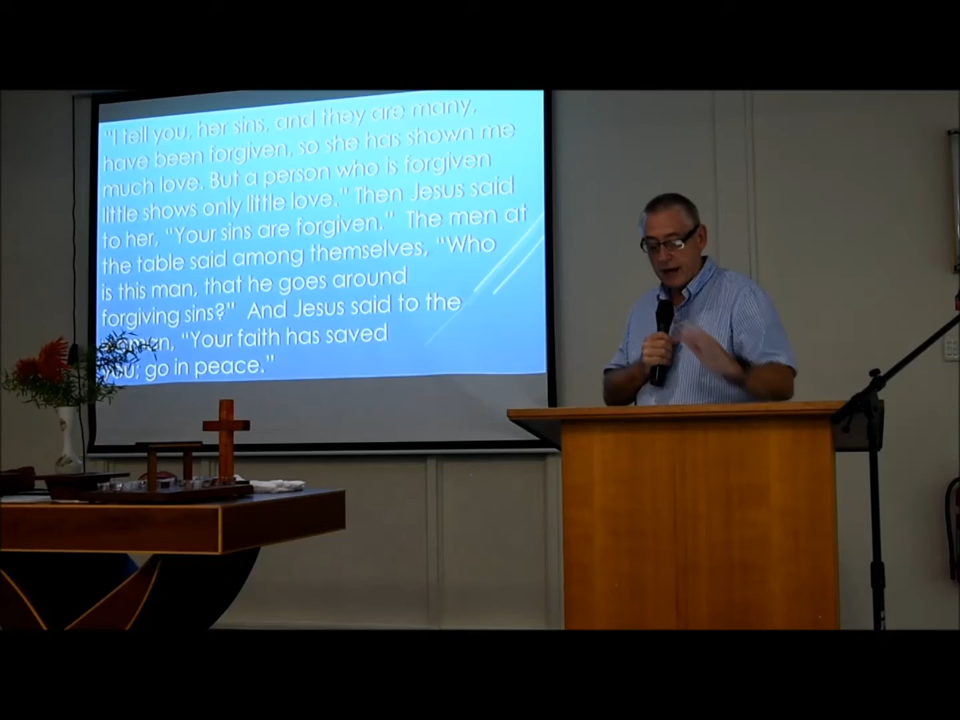 "I tell you, her sins, and they are many,
have been forgiven, so she has shown me
much love. But a person who is forgiven
little shows only little love." Then Jesus said
to her, "Your sins are forgiven." The men at
the table said among themselves, "Who
is this man, that he goes around
forgiving sins?" And Jesus said to the
"Your faith has saved
you; go in peace."